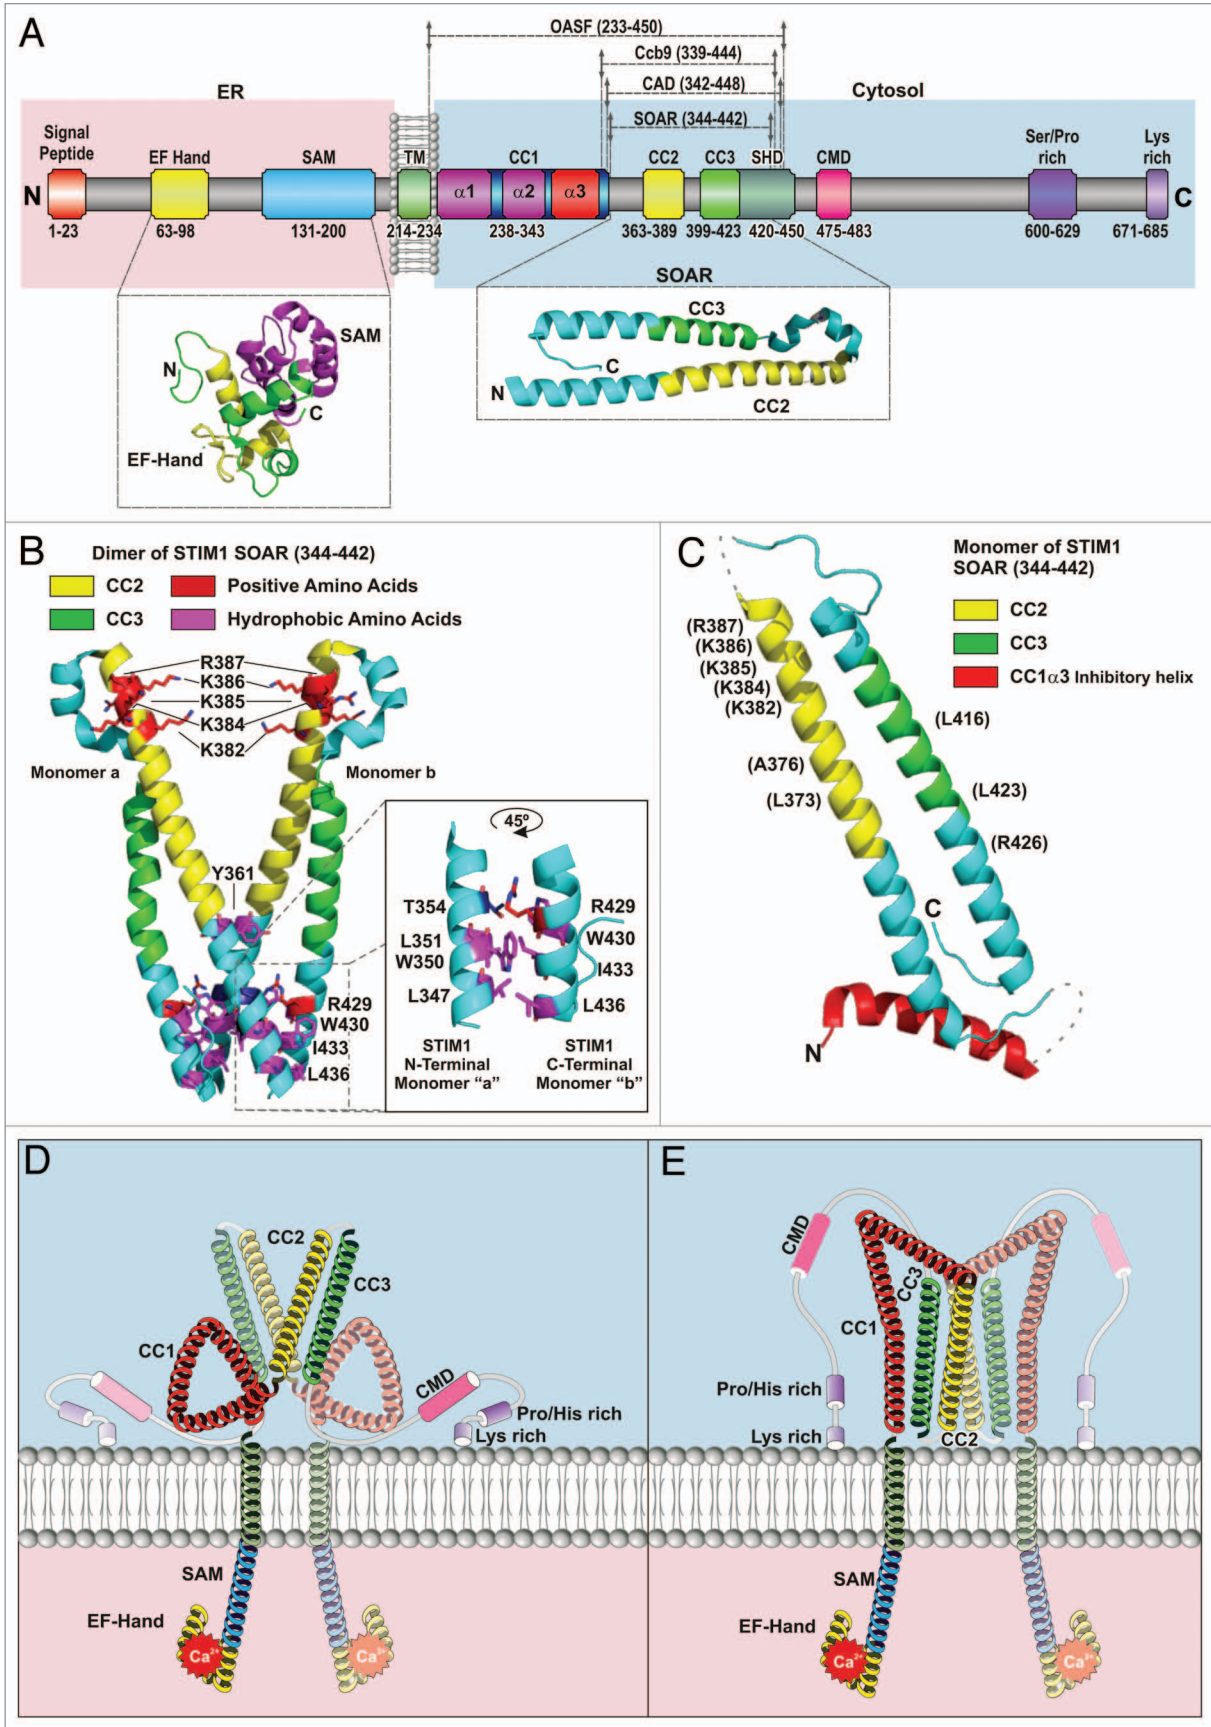 A
OASF (233-450)
Ccb9 (339-444)
CAD (342-448)
SOAR (344-442)
ER
Cytosol
Signal
Peptide
EF Hand
SAM
TM
CC1
CC2
CC3
SHD
CMD
Ser/Pro
rich
Lys
rich
N
α1
α2
α3
C
1-23
63-98
131-200
214-234
238-343
363-389
399-423
420-450
475-483
600-629
671-685
SAM
N
C
EF-Hand
SOAR
CC3
C
N
CC2
B
Dimer of STIM1 SOAR (344-442)
CC2
Positive Amino Acids
CC3
Hydrophobic Amino Acids
R387
K386
K385
K384
K382
Monomer a
Monomer b
Y361
R429
W430
I433
L436
45º
T354
L351
W350
L347
R429
W430
I433
L436
STIM1
N-Terminal
Monomer “a”
STIM1
C-Terminal
Monomer “b”
C
Monomer of STIM1
SOAR (344-442)
CC2
CC3
CC1α3 Inhibitory helix
(R387)
(K386)
(K385)
(K384)
(K382)
(A376)
(L373)
(L416)
(L423)
(R426)
C
C
N
D
CC2
CC3
CC1
CMD
Pro/His rich
Lys rich
SAM
EF-Hand
Ca2+
Ca2+
E
CMD
CC3
CC1
Pro/His rich
Lys rich
CC2
SAM
EF-Hand
Ca2+
Ca2+